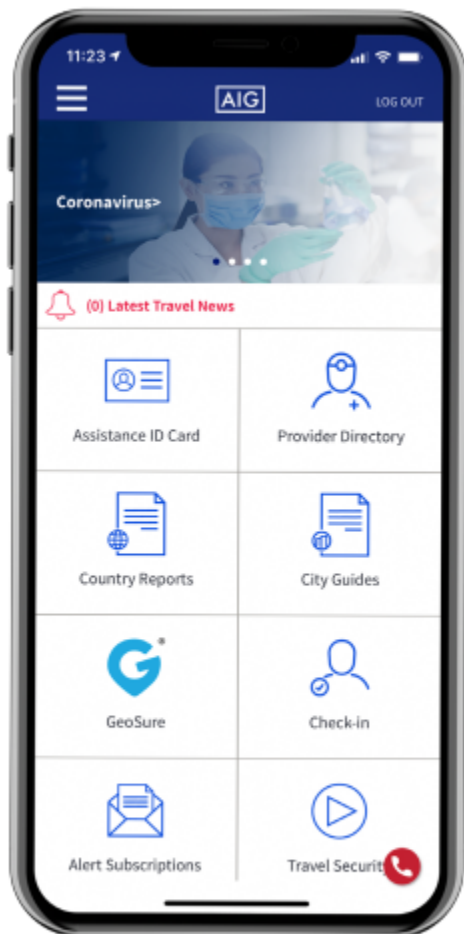 11:23
AIG
LOG OUT
Coronavirus>
(0) Latest Travel News
Assistance ID Card
Provider Directory
Country Reports
City Guides
G®
GeoSure
Check-in
Alert Subscriptions
Travel Security